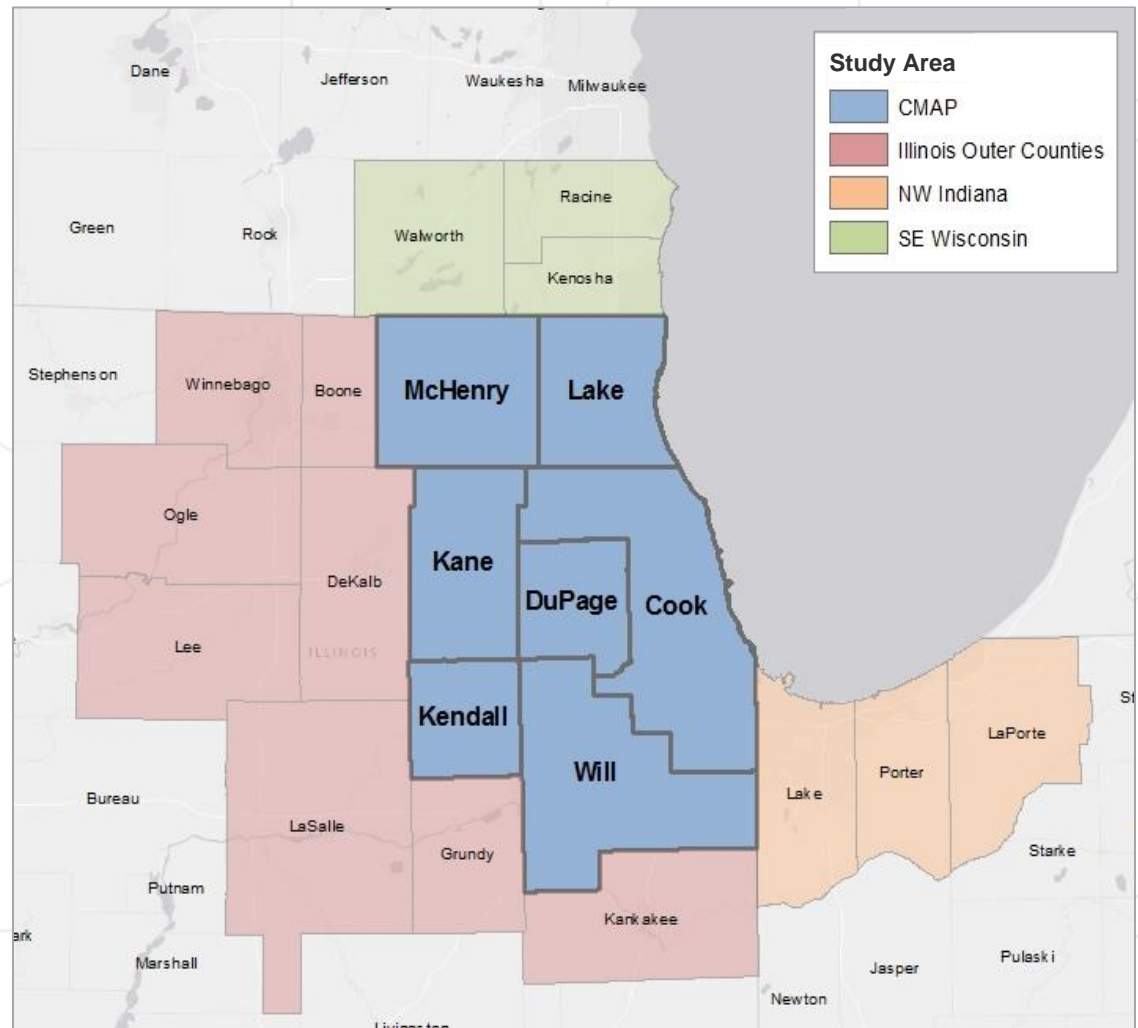 Study Area
CMAP
Illinois Outer Counties
NW Indiana
SE Wisconsin
Dane
Jefferson
Waukesha
Milwaukee
Green
Rock
Walworth
Racine
Kenosha
Stephenson
Winnebago
Boone
McHenry
Lake
Ogle
DeKalb
Kane
DuPage
Cook
Lee
ILLINOIS
Kendall
Will
Lake
Porter
LaPorte
Bureau
LaSalle
Grundy
Starke
Putnam
Kankakee
Marshall
Jasper
Pulaski
Newton